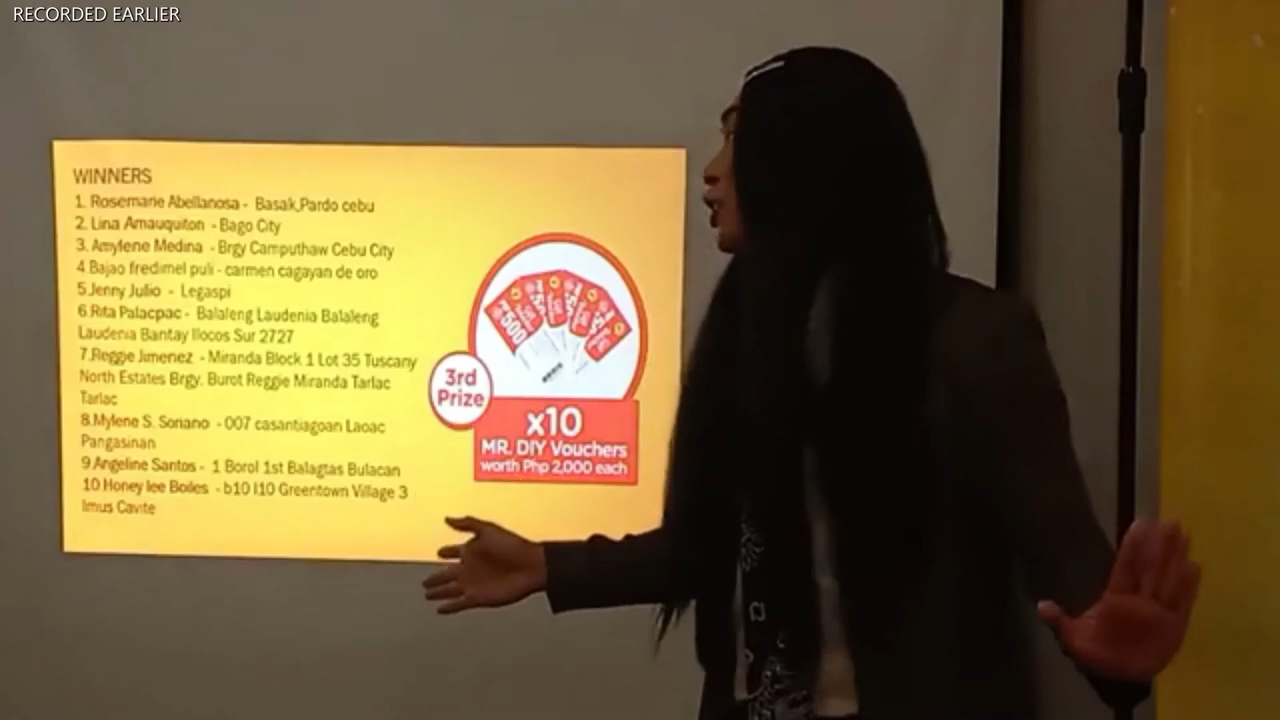 RECORDED EARLIER
WINNERS
1. Rosemarie Abellanosa - Basak,Pardo cebu
2. Lina Amauquiton - Bago City
3. Amylene Medina - Brgy Camputhaw Cebu City
4 Bajao fredimel puli - carmen cagayan de oro
5.Jenny Julio - Legaspi
6.Rita Palacpac - Balaleng Laudenia Balaleng
Laudenia Bantay Ilocos Sur 2727
7.Reggie Jimenez - Miranda Block 1 Lot 35 Tuscany
North Estates Brgy. Burot Reggie Miranda Tarlac
Tarlac
8.Mylene S. Soriano - 007 casantiagoan Laoac
Pangasinan
9.Angeline Santos - 1 Borol 1st Balagtas Bulacan
10 Honey lee Boiles - b10 l10 Greentown Village 3
Imus Cavite
500
3rd
Prize
x10
MR. DIY Vouchers
worth Php 2,000 each